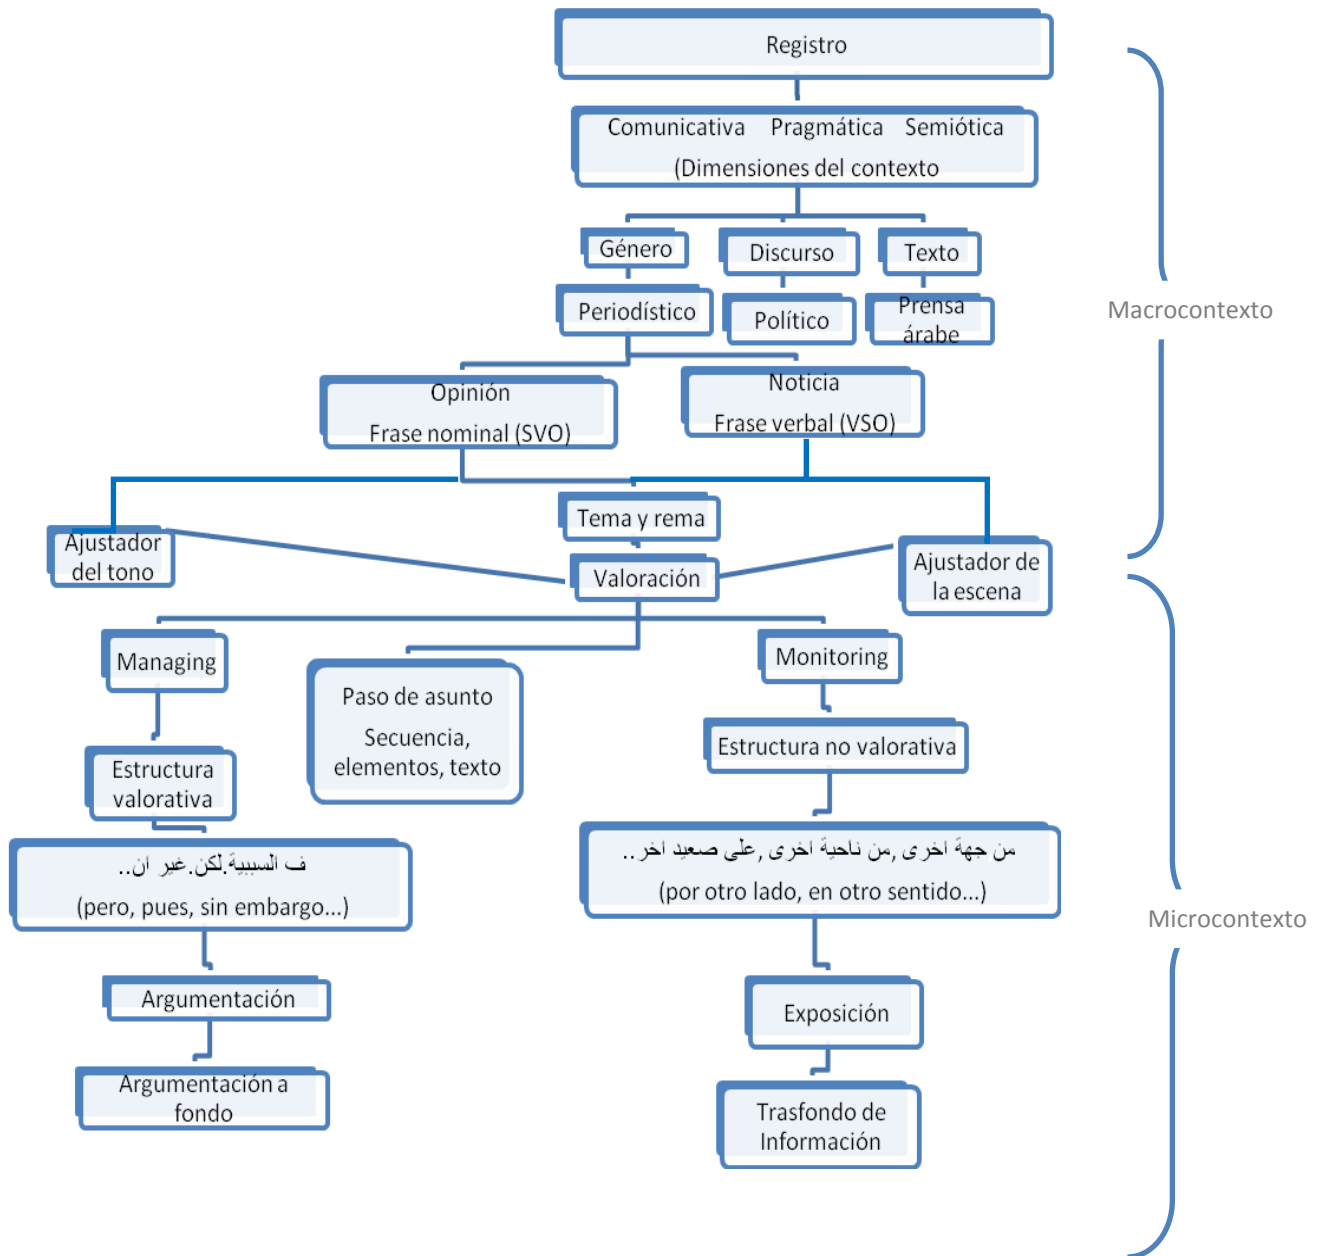 Registro
Comunicativa Pragmática Semiótica
(Dimensiones del contexto
Género
Discurso
Texto
Periodístico
Político
Prensa
árabe
Macrocontexto
Opinión
Frase nominal (SVO)
Noticia
Frase verbal (VSO)
Tema y rema
Ajustador
del tono
Valoración
Ajustador de
la escena
Managing
Paso de asunto
Secuencia,
elementos, texto
Monitoring
Estructura
valorativa
Estructura no valorativa
ف السببية.لكن.غير ان..
(pero, pues, sin embargo...)
من جهة اخرى ,من ناحية اخرى ,على صعيد اخر..
(por otro lado, en otro sentido...)
Microcontexto
Argumentación
Exposición
Argumentación a
fondo
Trasfondo de
Información